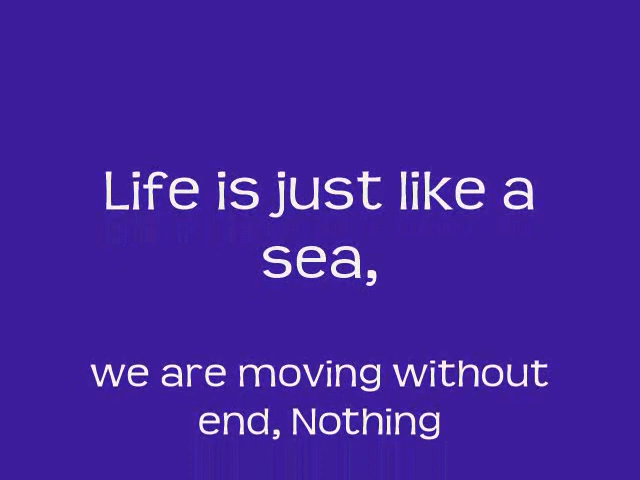 Life is just like a
sea,
we are moving without
end, Nothing